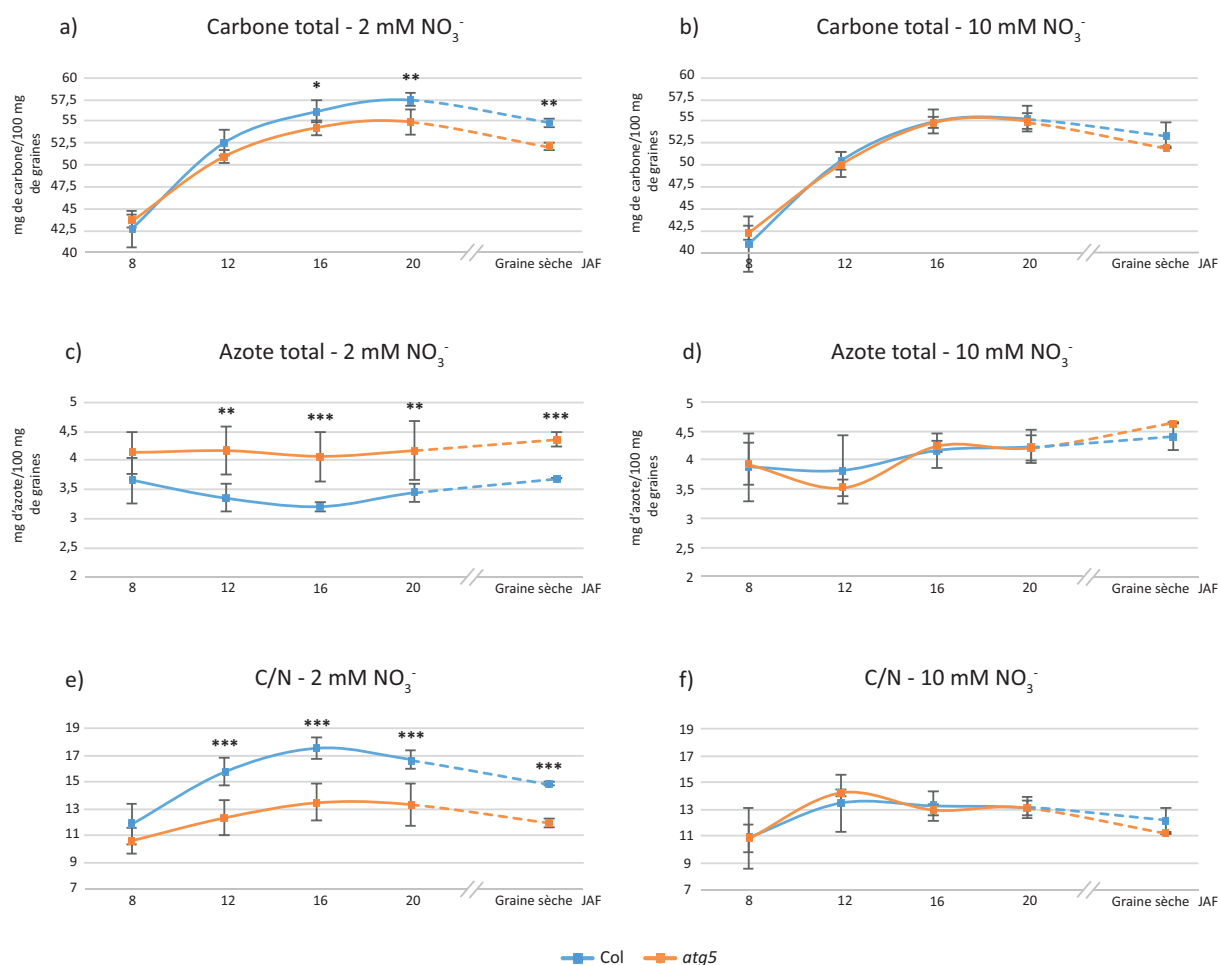 a) Carbone total - 2 mM NO3-
mg de carbone/100 mg
de graines
60
57,5
55
52,5
50
47,5
45
42,5
40
* ** **
8 12 16 20 Graine sèche JAF
b) Carbone total - 10 mM NO3-
mg de carbone/100 mg
de graines
60
57,5
55
52,5
50
47,5
45
42,5
40
8 12 16 20 Graine sèche JAF
c) Azote total - 2 mM NO3-
mg d'azote/100 mg
de graines
5
4,5
4
3,5
3
2,5
2
** *** ** ***
8 12 16 20 Graine sèche JAF
d) Azote total - 10 mM NO3-
mg d'azote/100 mg
de graines
5
4,5
4
3,5
3
2,5
2
8 12 16 20 Graine sèche JAF
e) C/N - 2 mM NO3-
19
17
15
13
11
9
7
*** *** *** ***
8 12 16 20 Graine sèche JAF
f) C/N - 10 mM NO3-
19
17
15
13
11
9
7
8 12 16 20 Graine sèche JAF
Col atg5